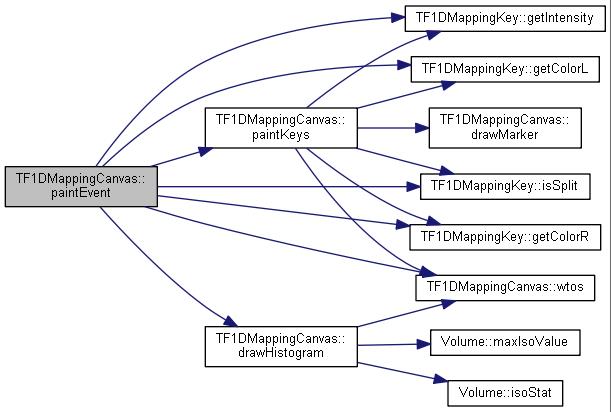 TF1DMappingKey::getIntensity
TF1DMappingKey::getColorL
TF1DMappingCanvas::
paintKeys
TF1DMappingCanvas::
drawMarker
TF1DMappingCanvas::
paintEvent
TF1DMappingKey::isSplit
TF1DMappingKey::getColorR
TF1DMappingCanvas::wtos
TF1DMappingCanvas::
drawHistogram
Volume::maxIsoValue
Volume::isoStat